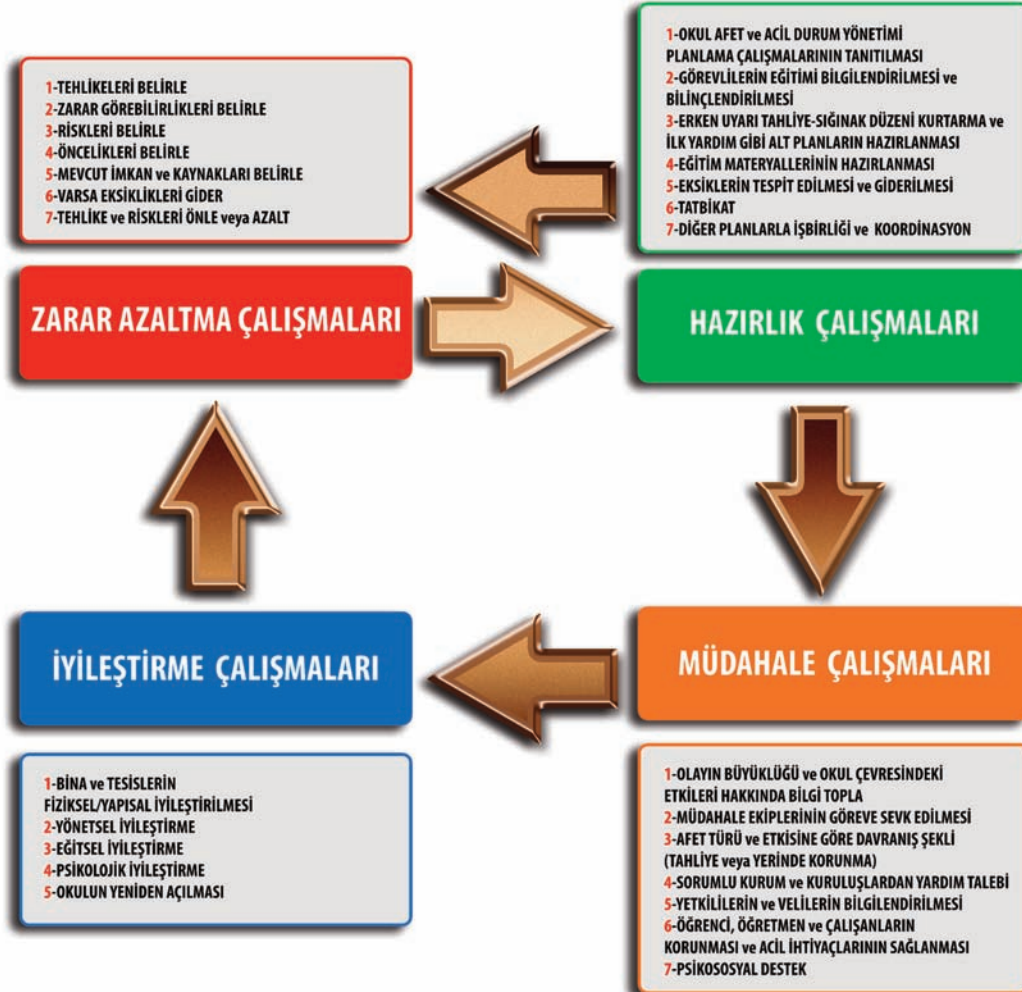 1-TEHLİKELERİ BELİRLE
2-ZARAR GÖREBİLİRLİKLERİ BELİRLE
3-RİSKLERİ BELİRLE
4-ÖNCELİKLERİ BELİRLE
5-MEVCUT İMKAN ve KAYNAKLARI BELİRLE
6-VARSA EKSİKLİKLERİ GİDER
7-TEHLİKE ve RİSKLERİ ÖNLE veya AZALT
ZARAR AZALTMA ÇALIŞMALARI
1-OKUL AFET ve ACİL DURUM YÖNETİMİ
PLANLAMA ÇALIŞMALARININ TANITILMASI
2-GÖREVLİLERİN EĞİTİMİ BİLGİLENDİRİLMESİ ve
BİLİNÇLENDİRİLMESİ
3-ERKEN UYARI TAHLİYE-SIĞINAK DÜZENİ KURTARMA ve
İLK YARDIM GİBİ ALT PLANLARIN HAZIRLANMASI
4-EĞİTİM MATERYALLERİNİN HAZIRLANMASI
5-EKSİKLERİN TESPİT EDİLMESİ ve GİDERİLMESİ
6-TATBİKAT
7-DİĞER PLANLARLA İŞBİRLİĞİ ve KOORDİNASYON
HAZIRLIK ÇALIŞMALARI
İYİLEŞTİRME ÇALIŞMALARI
1-BİNA ve TESİSLERİN
FİZİKSEL/YAPISAL İYİLEŞTİRİLMESİ
2-YÖNETSEL İYİLEŞTİRME
3-EĞİTSEL İYİLEŞTİRME
4-PSİKOLOJİK İYİLEŞTİRME
5-OKULUN YENİDEN AÇILMASI
MÜDAHALE ÇALIŞMALARI
1-OLAYIN BÜYÜKLÜĞÜ ve OKUL ÇEVRESİNDEKİ
ETKİLERİ HAKKINDA BİLGİ TOPLA
2-MÜDAHALE EKİPLERİNİN GÖREVE SEVK EDİLMESİ
3-AFET TÜRÜ ve ETKİSİNE GÖRE DAVRANIŞ ŞEKLİ
(TAHLİYE veya YERİNDE KORUNMA)
4-SORUMLU KURUM ve KURULUŞLARDAN YARDIM TALEBİ
5-YETKİLİLERİN ve VELİLERİN BİLGİLENDİRİLMESİ
6-ÖĞRENCİ, ÖĞRETMEN ve ÇALIŞANLARIN
KORUNMASI ve ACİL İHTİYAÇLARININ SAĞLANMASI
7-PSİKOSOSYAL DESTEK